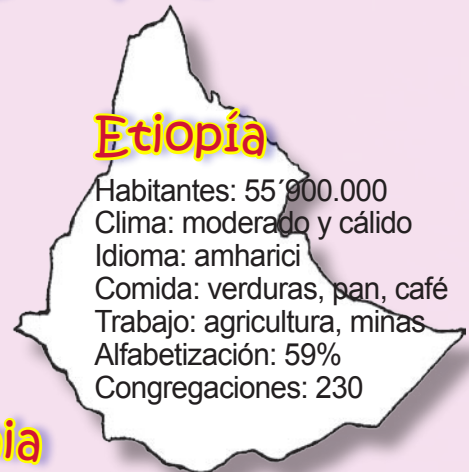 Etiopía
Habitantes: 55´900.000
Clima: moderado y cálido
Idioma: amharici
Comida: verduras, pan, café
Trabajo: agricultura, minas
Alfabetización: 59%
Congregaciones: 230